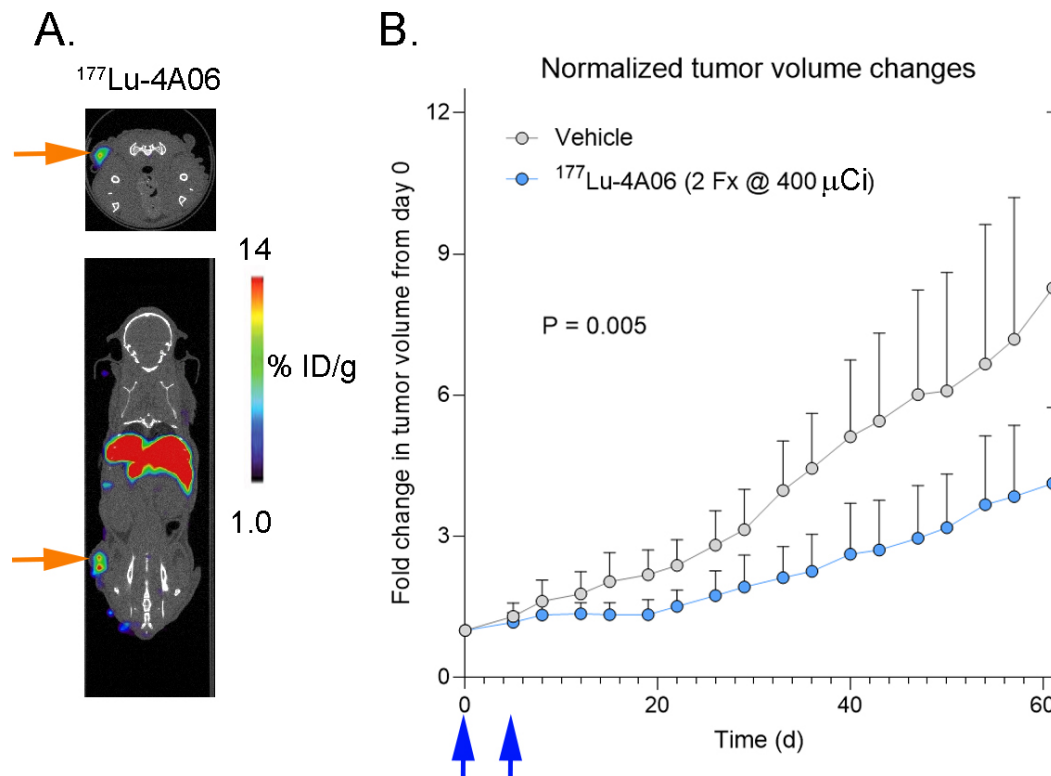 A.
¹⁷⁷Lu-4A06
14
% ID/g
1.0
B.
Normalized tumor volume changes
Fold change in tumor volume from day 0
12
9
6
3
0
Vehicle
¹⁷⁷Lu-4A06 (2 Fx @ 400 μCi)
P = 0.005
0 20 40 60
Time (d)